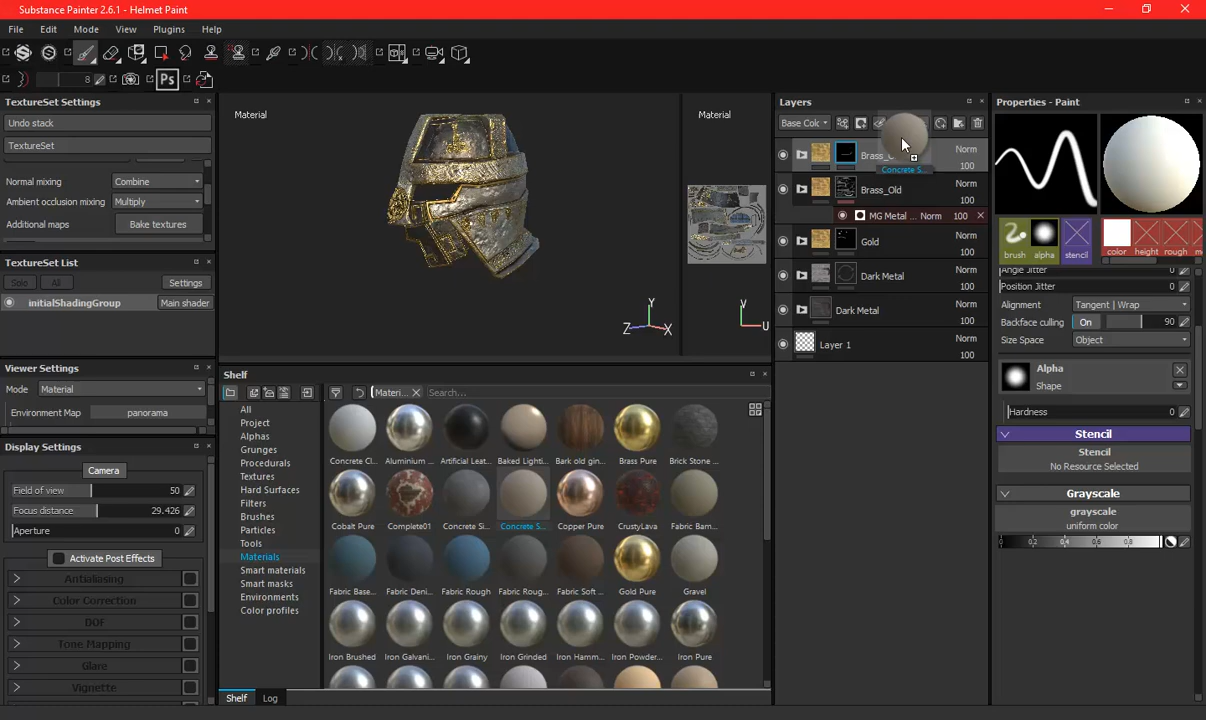 Substance Painter 2.6.1 - Helmet Paint
File Edit Mode View Plugins Help
8 Ps
TextureSet Settings
Undo stack
TextureSet
Normal mixing Combine
Ambient occlusion mixing Multiply
Additional maps Bake textures
TextureSet List
Solo All Settings
initialShadingGroup Main shader
Viewer Settings
Mode Material
Environment Map panorama
Display Settings
Camera
Field of view 50
Focus distance 29.426
Aperture 0
Activate Post Effects
Antialiasing
Color Correction
DOF
Tone Mapping
Glare
Vignette
Material
Y
Z X
Material
V
U
Shelf
Materi... Search...
All
Project
Alphas
Grunges
Procedurals
Textures
Hard Surfaces
Filters
Brushes
Particles
Tools
Materials
Smart materials
Smart masks
Environments
Color profiles
Concrete Cl... Aluminium ... Artificial Leat... Baked Lighti... Bark old gin... Brass Pure Brick Stone ...
Cobalt Pure Complete01 Concrete Si... Concrete S... Copper Pure CrustyLava Fabric Bam...
Fabric Base... Fabric Deni... Fabric Rough Fabric Roug... Fabric Soft ... Gold Pure Gravel
Iron Brushed Iron Galvani... Iron Grainy Iron Grinded Iron Hamm... Iron Powder... Iron Pure
Shelf Log
Layers
Base Col
Norm
100
Concrete S...
Brass_Old Norm
100
MG Metal ... Norm 100
Gold Norm
100
Dark Metal Norm
100
Dark Metal Norm
100
Layer 1 Norm
100
Properties - Paint
brush alpha stencil color height rough
Angle Jitter 0
Position Jitter 0
Alignment Tangent | Wrap
Backface culling On 90
Size Space Object
Alpha
Shape
Hardness 0
Stencil
Stencil
No Resource Selected
Grayscale
grayscale
uniform color